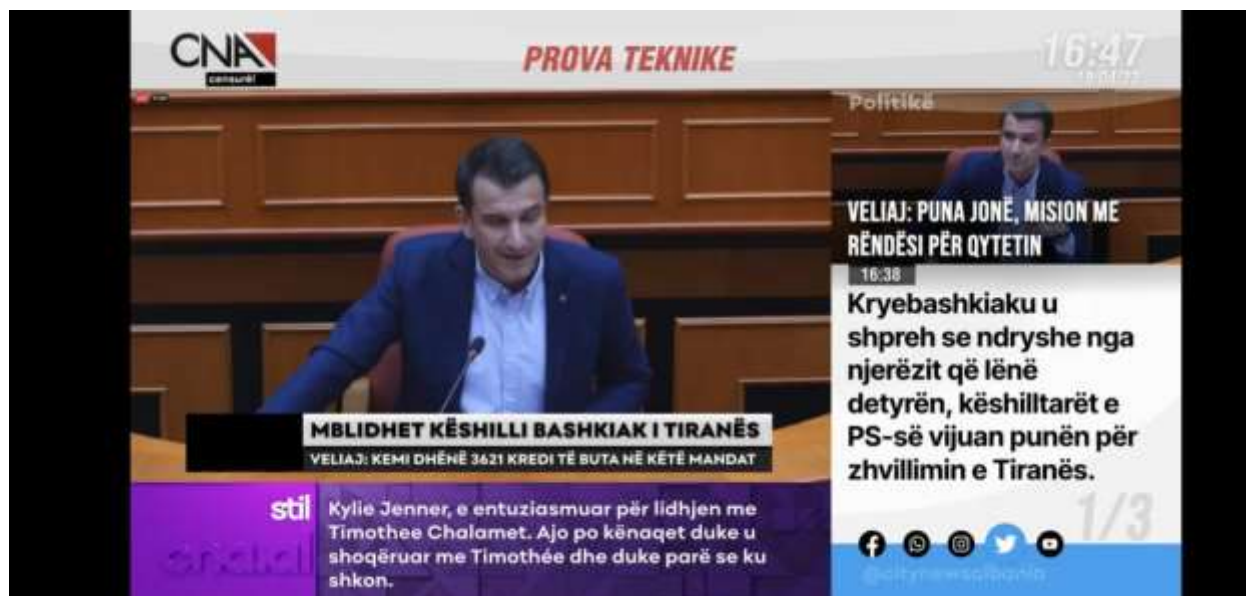 CNA
censurë!
PROVA TEKNIKE
16:47
Politikë
VELIAJ: PUNA JONË, MISION ME
RËNDËSI PËR QYTETIN
16:38
Kryebashkiaku u
shpreh se ndryshe nga
njerëzit që lënë
detyrën, këshilltarët e
PS-së vijuan punën për
zhvillimin e Tiranës.
1/3
@citynewsalbania
MBLIDHET KËSHILLI BASHKIAK I TIRANËS
VELIAJ: KEMI DHËNË 3621 KREDI TË BUTA NË KËTË MANDAT
stil
Kylie Jenner, e entuziasmuar për lidhjen me
Timothee Chalamet. Ajo po kënaqet duke u
shoqëruar me Timothée dhe duke parë se ku
shkon.